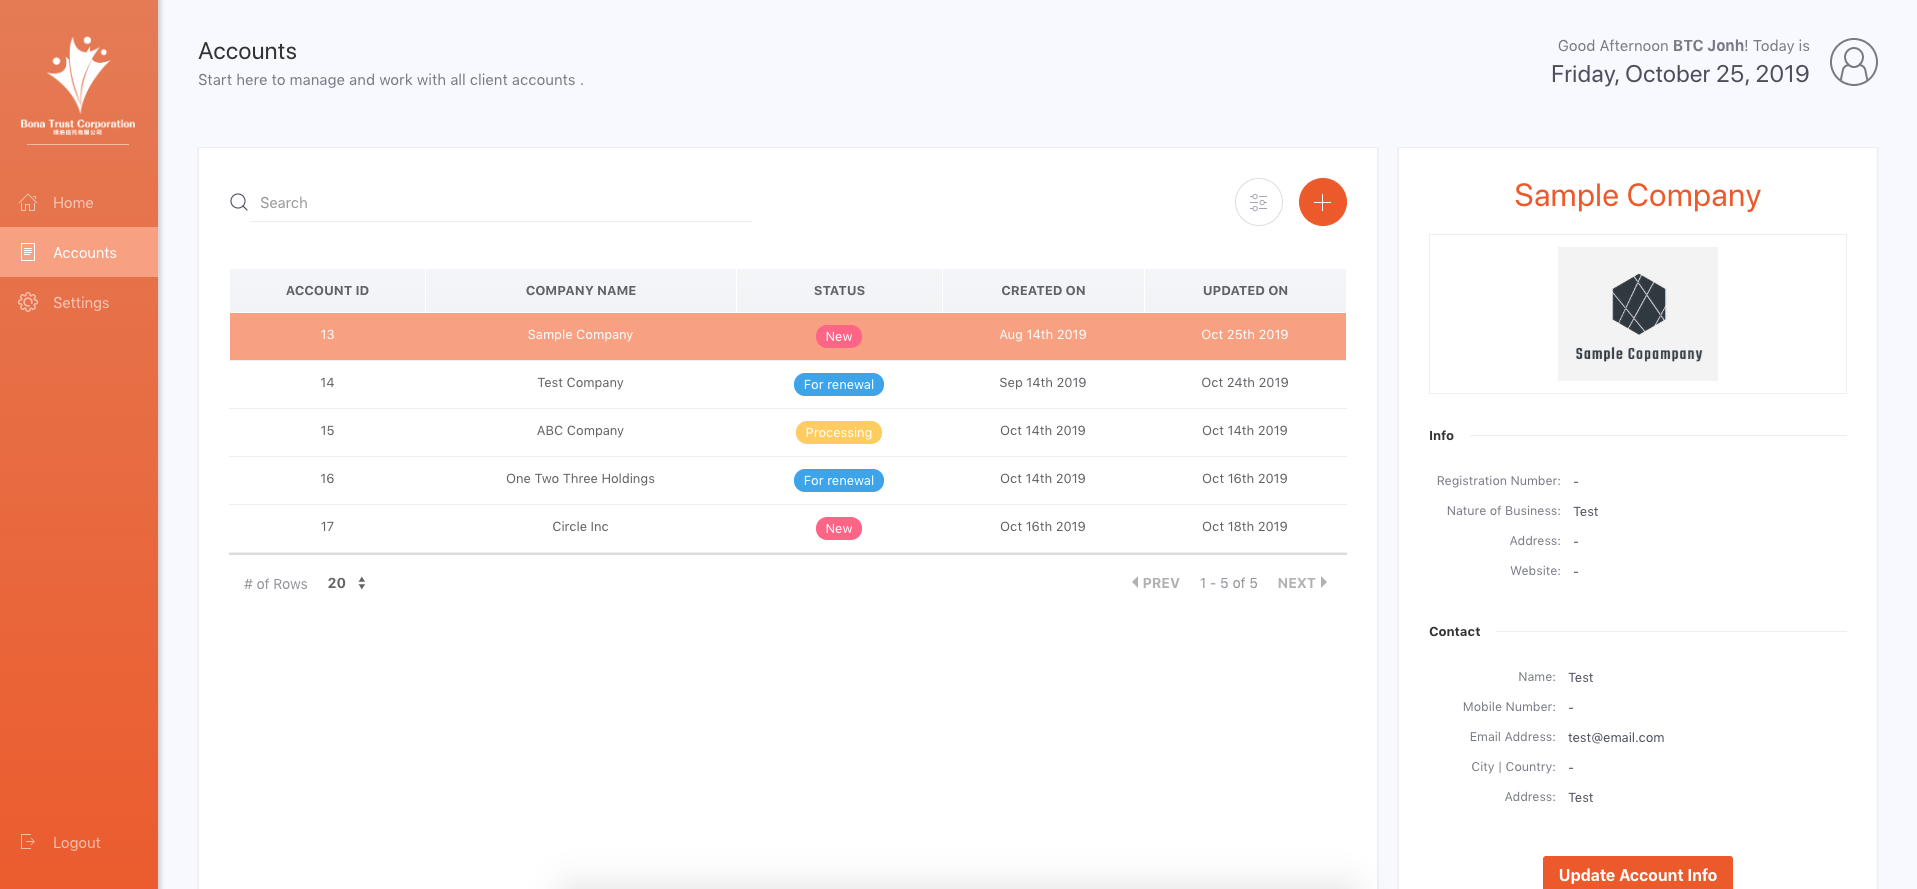 Bona Trust Corporation
Home
Accounts
Settings
Logout
Accounts
Start here to manage and work with all client accounts .
Good Afternoon BTC Jonh! Today is
Friday, October 25, 2019
Search
ACCOUNT ID COMPANY NAME STATUS CREATED ON UPDATED ON
13 Sample Company New Aug 14th 2019 Oct 25th 2019
14 Test Company For renewal Sep 14th 2019 Oct 24th 2019
15 ABC Company Processing Oct 14th 2019 Oct 14th 2019
16 One Two Three Holdings For renewal Oct 14th 2019 Oct 16th 2019
17 Circle Inc New Oct 16th 2019 Oct 18th 2019
# of Rows 20 PREV 1 - 5 of 5 NEXT
Sample Company
Sample Copampany
Info
Registration Number: -
Nature of Business: Test
Address: -
Website: -
Contact
Name: Test
Mobile Number: -
Email Address: test@email.com
City | Country: -
Address: Test
Update Account Info